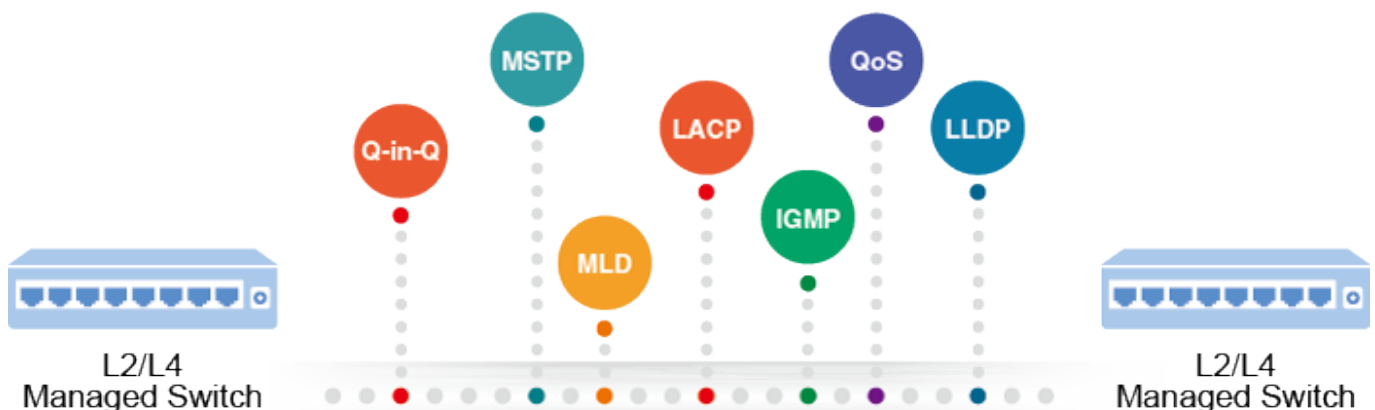 MSTP
QoS
LACP
LLDP
Q-in-Q
IGMP
MLD
L2/L4
Managed Switch
L2/L4
Managed Switch